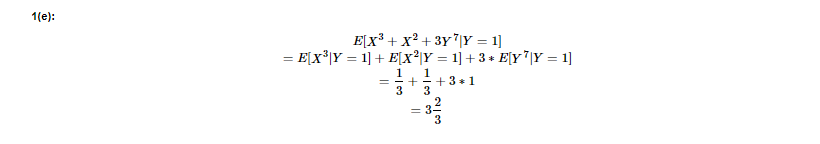 1(e):
E[X³ + X² + 3Y⁷|Y = 1]
= E[X³|Y = 1] + E[X²|Y = 1] + 3 * E[Y⁷|Y = 1]
= 1/3 + 1/3 + 3 * 1
= 3 2/3